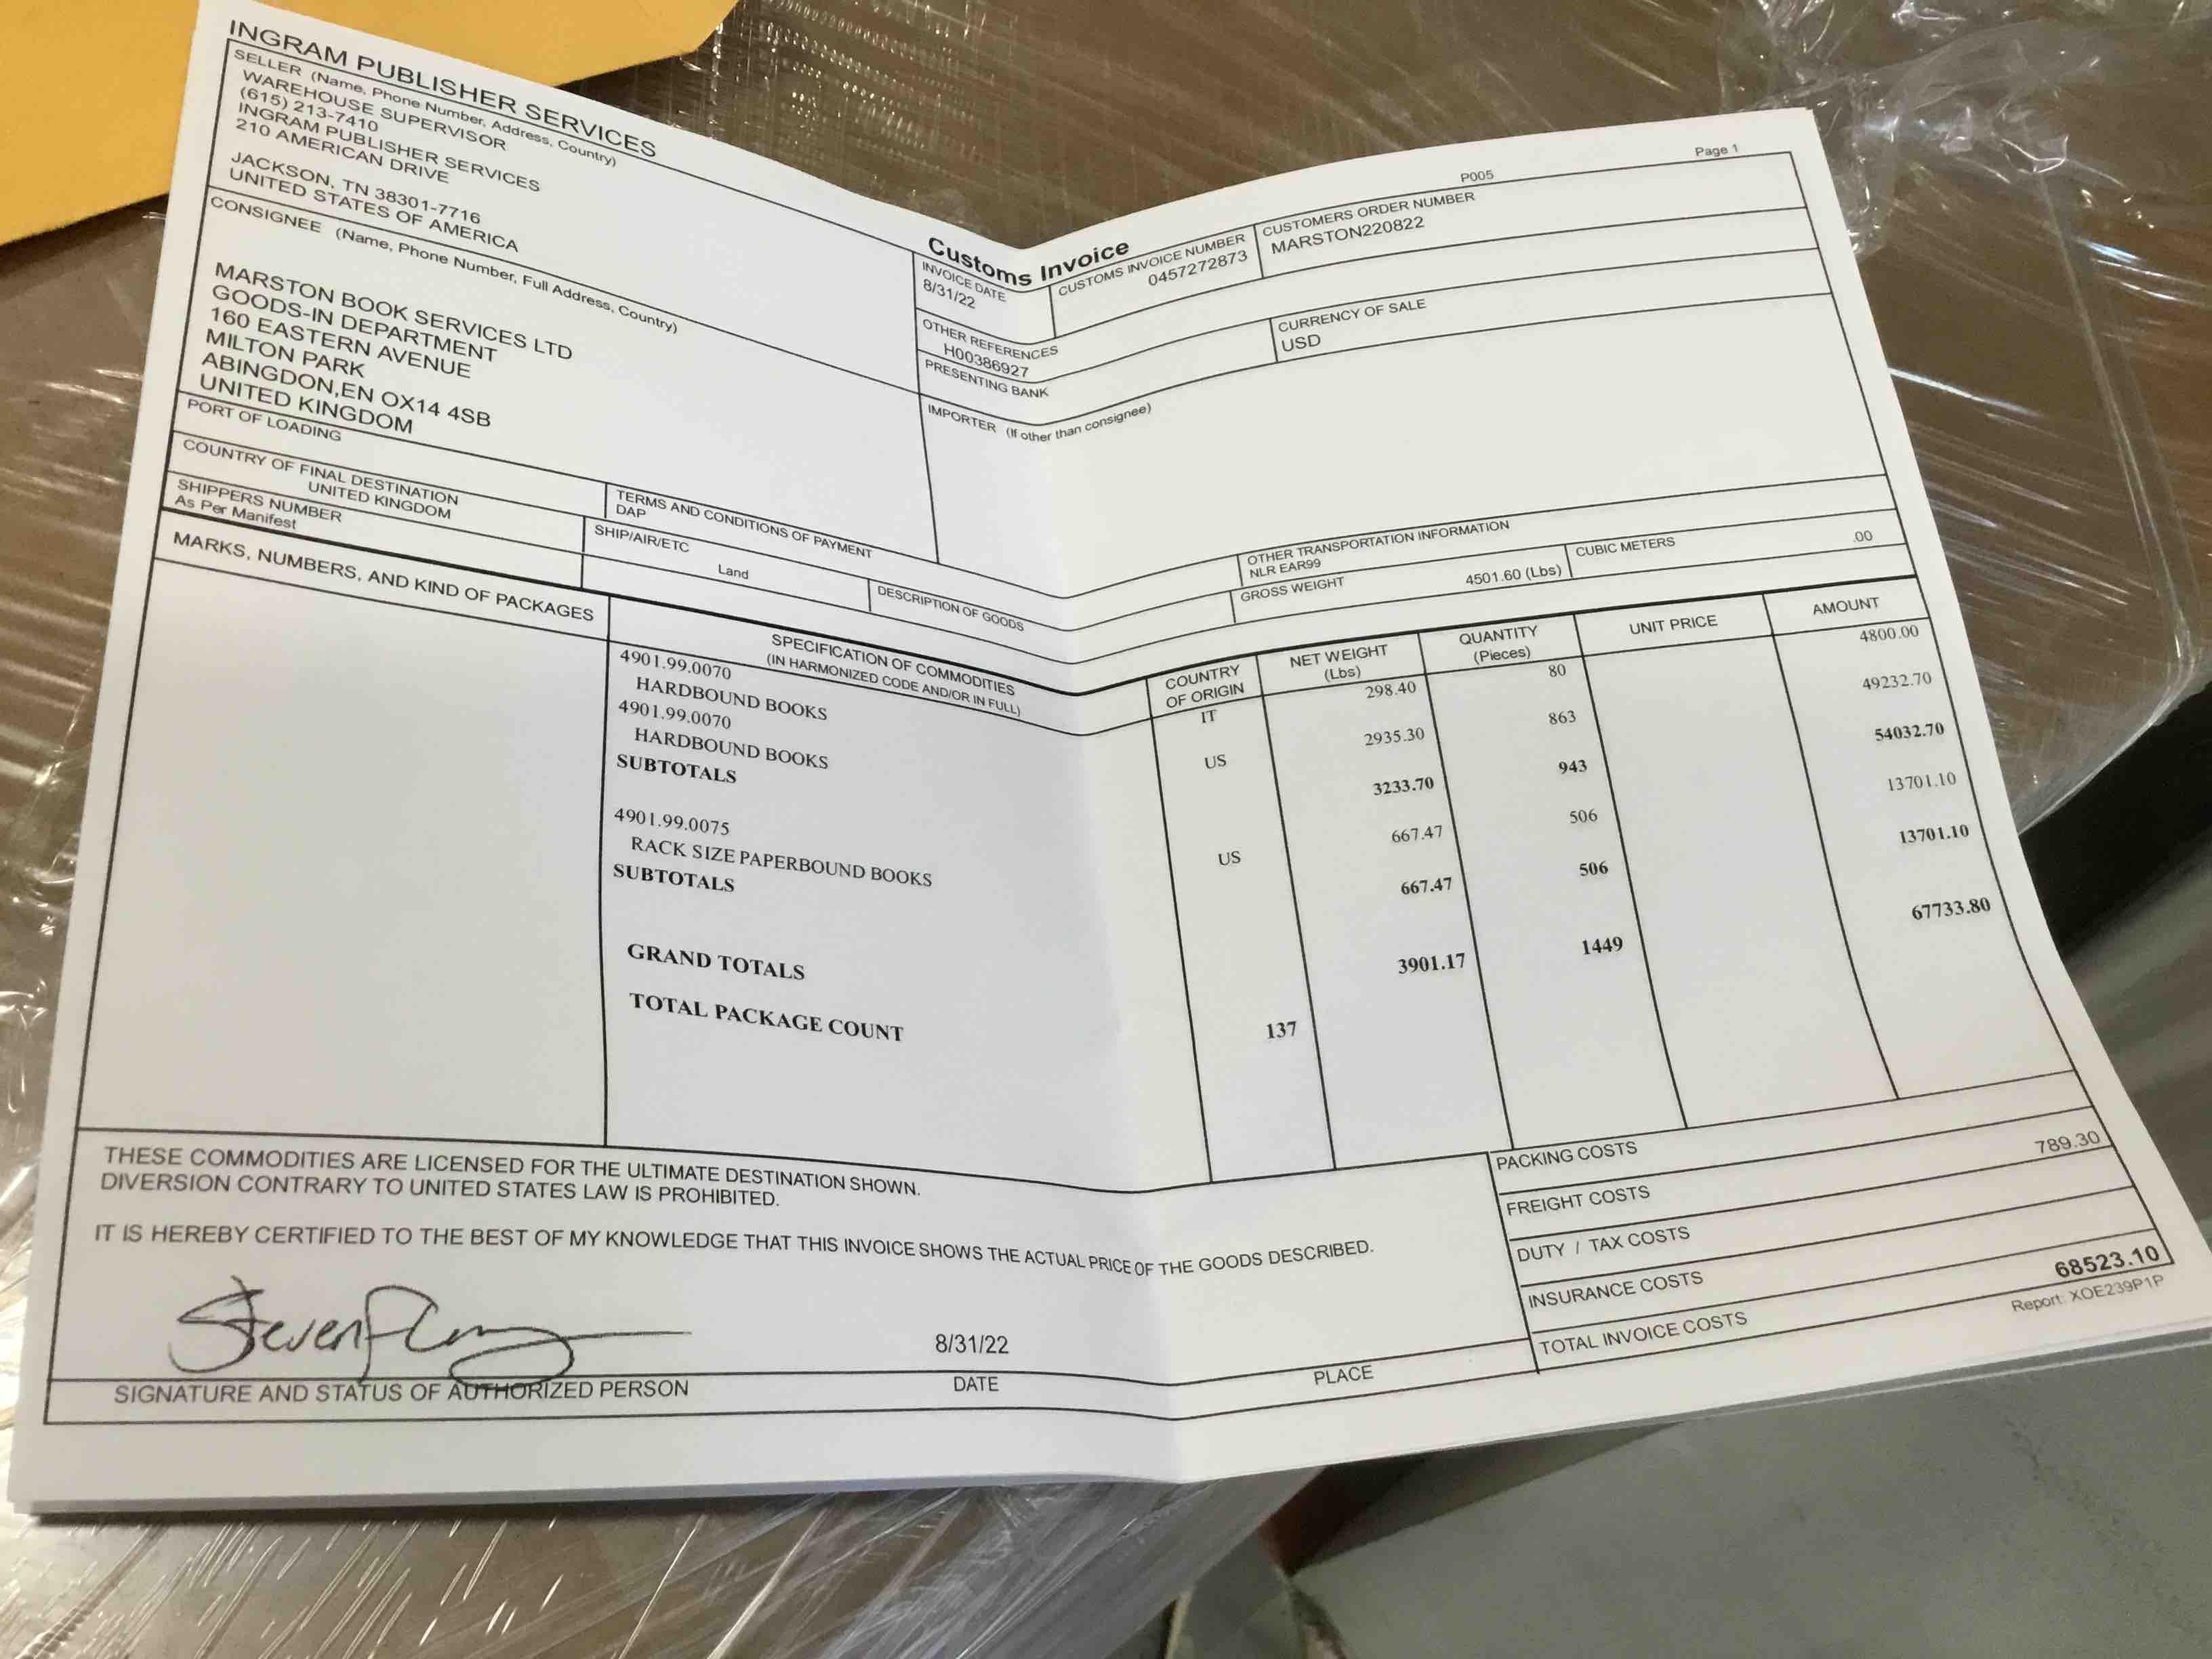 INGRAM PUBLISHER SERVICES
SELLER (Name, Phone Number, Address, Country)
WAREHOUSE SUPERVISOR
(615) 213-7410
INGRAM PUBLISHER SERVICES
210 AMERICAN DRIVE
JACKSON, TN 38301-7716
UNITED STATES OF AMERICA
CONSIGNEE (Name, Phone Number, Full Address, Country)
MARSTON BOOK SERVICES LTD
GOODS-IN DEPARTMENT
160 EASTERN AVENUE
MILTON PARK
ABINGDON,EN OX14 4SB
UNITED KINGDOM
PORT OF LOADING
COUNTRY OF FINAL DESTINATION
UNITED KINGDOM
SHIPPERS NUMBER
As Per Manifest
TERMS AND CONDITIONS OF PAYMENT
DAP
SHIP/AIR/ETC
Land
DESCRIPTION OF GOODS
P005
Page 1
Customs Invoice
INVOICE DATE
8/31/22
CUSTOMS INVOICE NUMBER
0457272873
CUSTOMERS ORDER NUMBER
MARSTON220822
OTHER REFERENCES
H00386927
CURRENCY OF SALE
USD
PRESENTING BANK
IMPORTER (If other than consignee)
OTHER TRANSPORTATION INFORMATION
NLR EAR99
GROSS WEIGHT 4501.60 (Lbs)
CUBIC METERS .00
MARKS, NUMBERS, AND KIND OF PACKAGES
SPECIFICATION OF COMMODITIES
(IN HARMONIZED CODE AND/OR IN FULL)
COUNTRY
OF ORIGIN
NET WEIGHT
(Lbs)
QUANTITY
(Pieces)
UNIT PRICE
AMOUNT
4901.99.0070
HARDBOUND BOOKS IT 298.40 80 4800.00
4901.99.0070
HARDBOUND BOOKS US 2935.30 863 49232.70
SUBTOTALS 3233.70 943 54032.70
4901.99.0075
RACK SIZE PAPERBOUND BOOKS US 667.47 506 13701.10
SUBTOTALS 667.47 506 13701.10
GRAND TOTALS 3901.17 1449 67733.80
TOTAL PACKAGE COUNT 137
THESE COMMODITIES ARE LICENSED FOR THE ULTIMATE DESTINATION SHOWN.
DIVERSION CONTRARY TO UNITED STATES LAW IS PROHIBITED.
IT IS HEREBY CERTIFIED TO THE BEST OF MY KNOWLEDGE THAT THIS INVOICE SHOWS THE ACTUAL PRICE OF THE GOODS DESCRIBED.
Steven
8/31/22
SIGNATURE AND STATUS OF AUTHORIZED PERSON
DATE
PLACE
PACKING COSTS
FREIGHT COSTS 789.30
DUTY / TAX COSTS
INSURANCE COSTS
TOTAL INVOICE COSTS 68523.10
Report: XOE239P1P